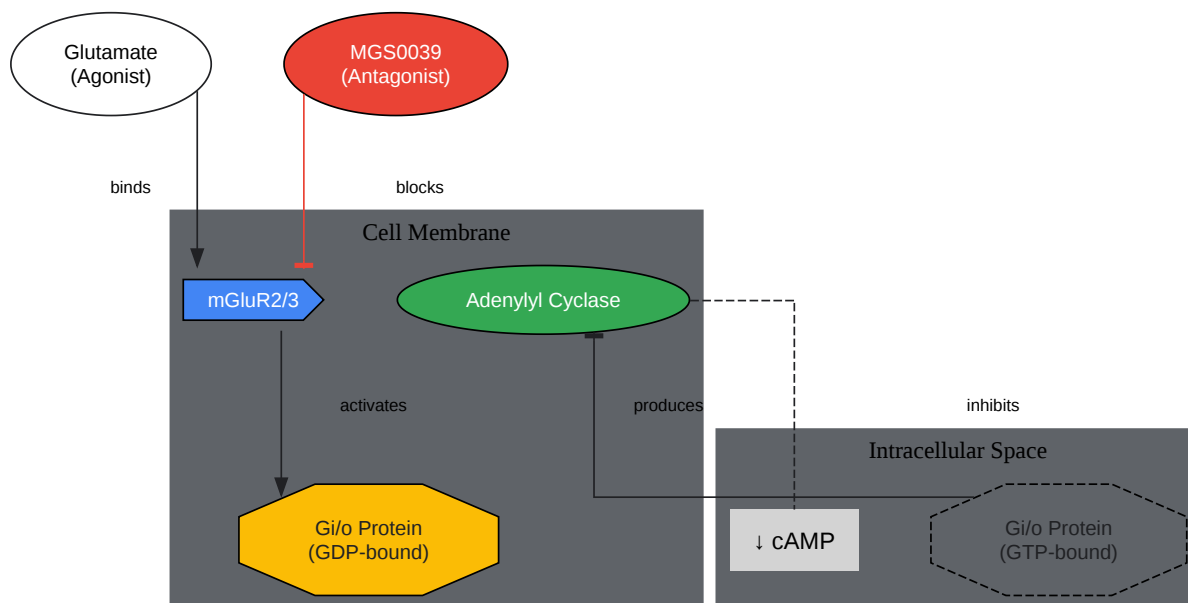 Glutamate
(Agonist)
MGS0039
(Antagonist)
binds
blocks
Cell Membrane
mGluR2/3
Adenylyl Cyclase
activates
produces
inhibits
Intracellular Space
Gi/o Protein
(GDP-bound)
↓ cAMP
Gi/o Protein
(GTP-bound)